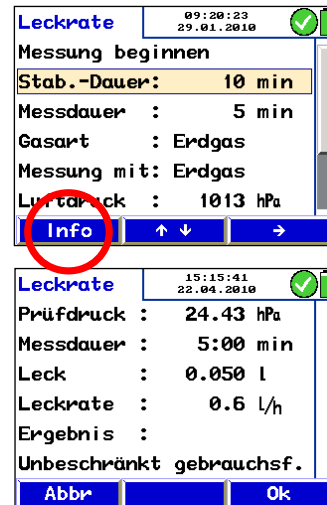 Leckrate 09:20:23
29.01.2010
Messung beginnen
Stab.-Dauer: 10 min
Messdauer : 5 min
Gasart : Erdgas
Messung mit: Erdgas
Luftdruck : 1013 hPa
Info ↑ ↓ →
Leckrate 15:15:41
22.04.2010
Prüfdruck : 24.43 hPa
Messdauer : 5:00 min
Leck : 0.050 l
Leckrate : 0.6 l/h
Ergebnis :
Unbeschränkt gebrauchsf.
Abbr Ok